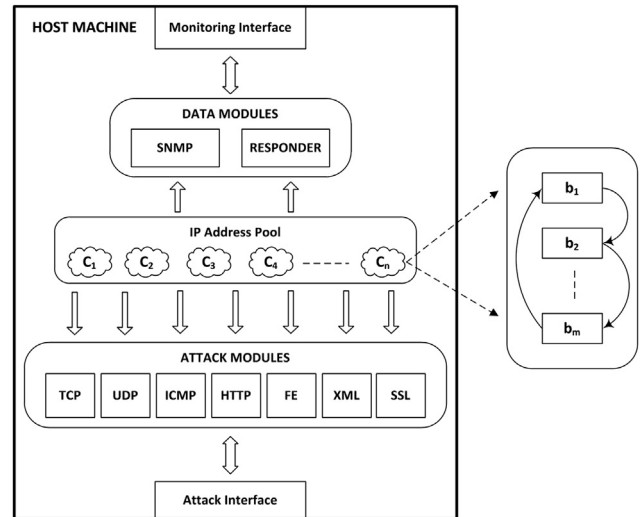 HOST MACHINE
Monitoring Interface
DATA MODULES
SNMP
RESPONDER
IP Address Pool
C1 C2 C3 C4 Cn
b1
b2
bm
ATTACK MODULES
TCP UDP ICMP HTTP FE XML SSL
Attack Interface